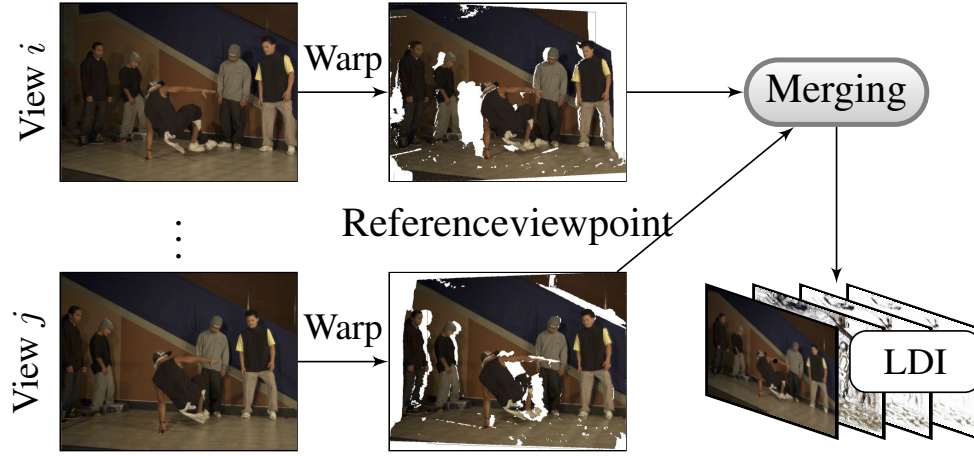 View i
Warp
Merging
Referenceviewpoint
View j
Warp
LDI